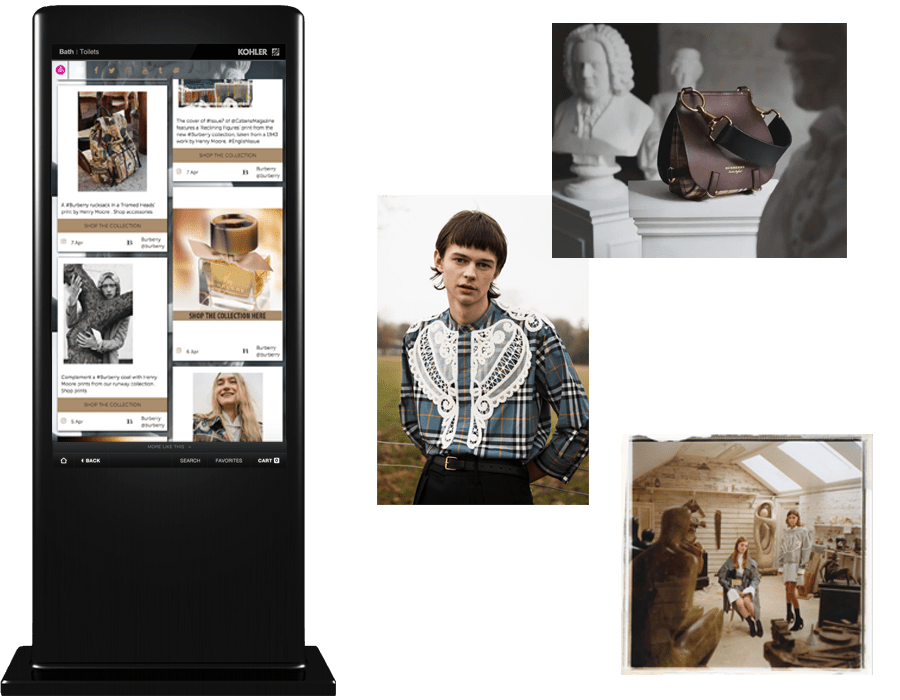 Bath : Toilets
KOHLER
A #Burberry rucksack in a 'Framed Heads'
print by Henry Moore. Shop accessories
SHOP THE COLLECTION
7 Apr
B
Burberry
@burberry
Complement a #Burberry coat with Henry
Moore prints from our runway collection.
Shop prints
SHOP THE COLLECTION
5 Apr
B
Burberry
@burberry
The cover of #Issue7 of @CabanaMagazine
features a 'Reclining Figures' print from the
new #Burberry collection, taken from a 1943
work by Henry Moore. #EnglishIssue
SHOP THE COLLECTION
7 Apr
B
Burberry
@burberry
SHOP THE COLLECTION HERE
6 Apr
B
Burberry
@burberry
MORE LIKE THIS
BACK
SEARCH
FAVORITES
CART 0
BURBERRY